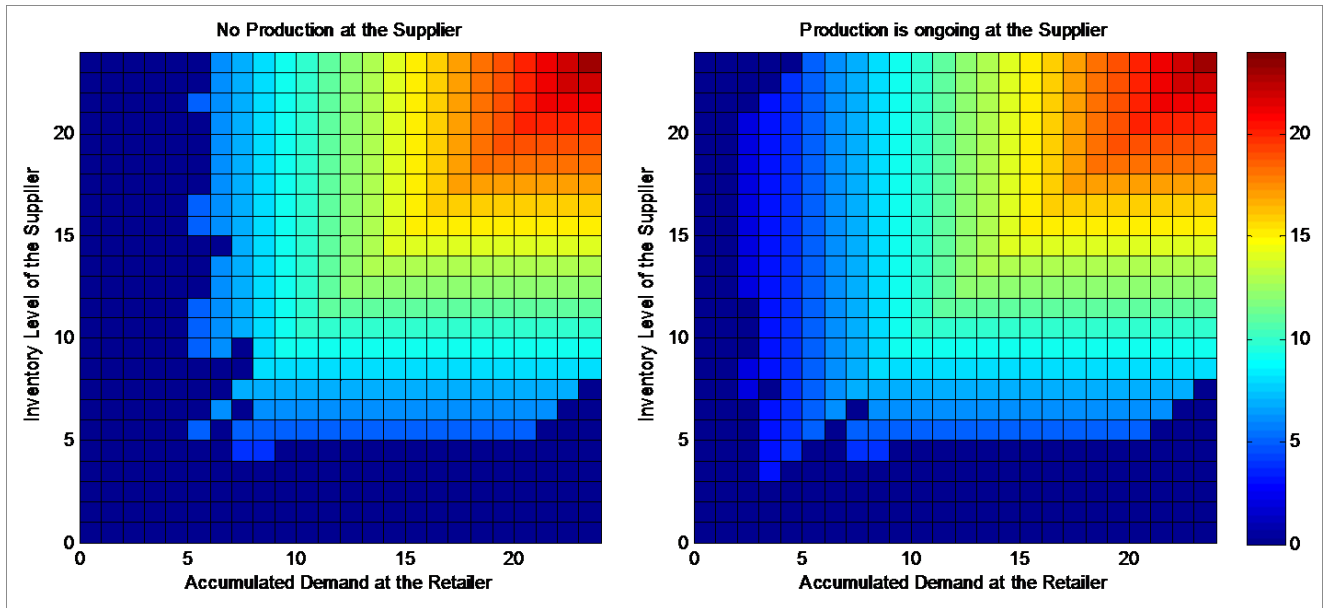 No Production at the Supplier
Inventory Level of the Supplier
20
15
10
5
0
0 5 10 15 20
Accumulated Demand at the Retailer
Production is ongoing at the Supplier
Inventory Level of the Supplier
20
15
10
5
0
0 5 10 15 20
Accumulated Demand at the Retailer
20
15
10
5
0